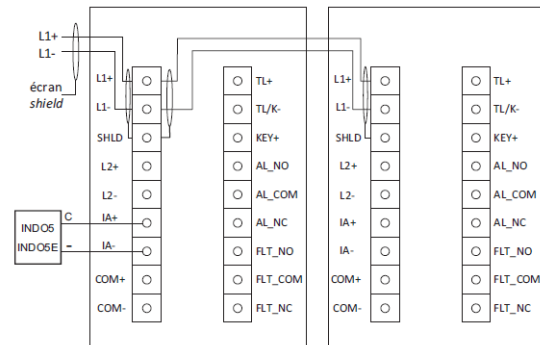 L1+
L1-
écran
shield
L1+
L1-
SHLD
L2+
L2-
IA+
IA-
COM+
COM-
C
-
INDO5
INDO5E
TL+
TL/K-
KEY+
AL_NO
AL_COM
AL_NC
FLT_NO
FLT_COM
FLT_NC
L1+
L1-
SHLD
L2+
L2-
IA+
IA-
COM+
COM-
TL+
TL/K-
KEY+
AL_NO
AL_COM
AL_NC
FLT_NO
FLT_COM
FLT_NC